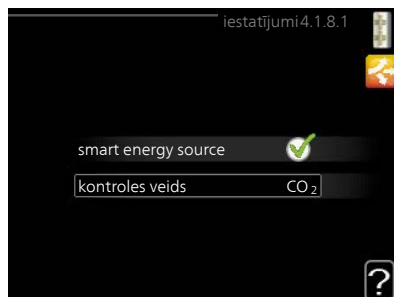 iestatījumi 4.1.8.1
smart energy source
kontroles veids CO₂
?